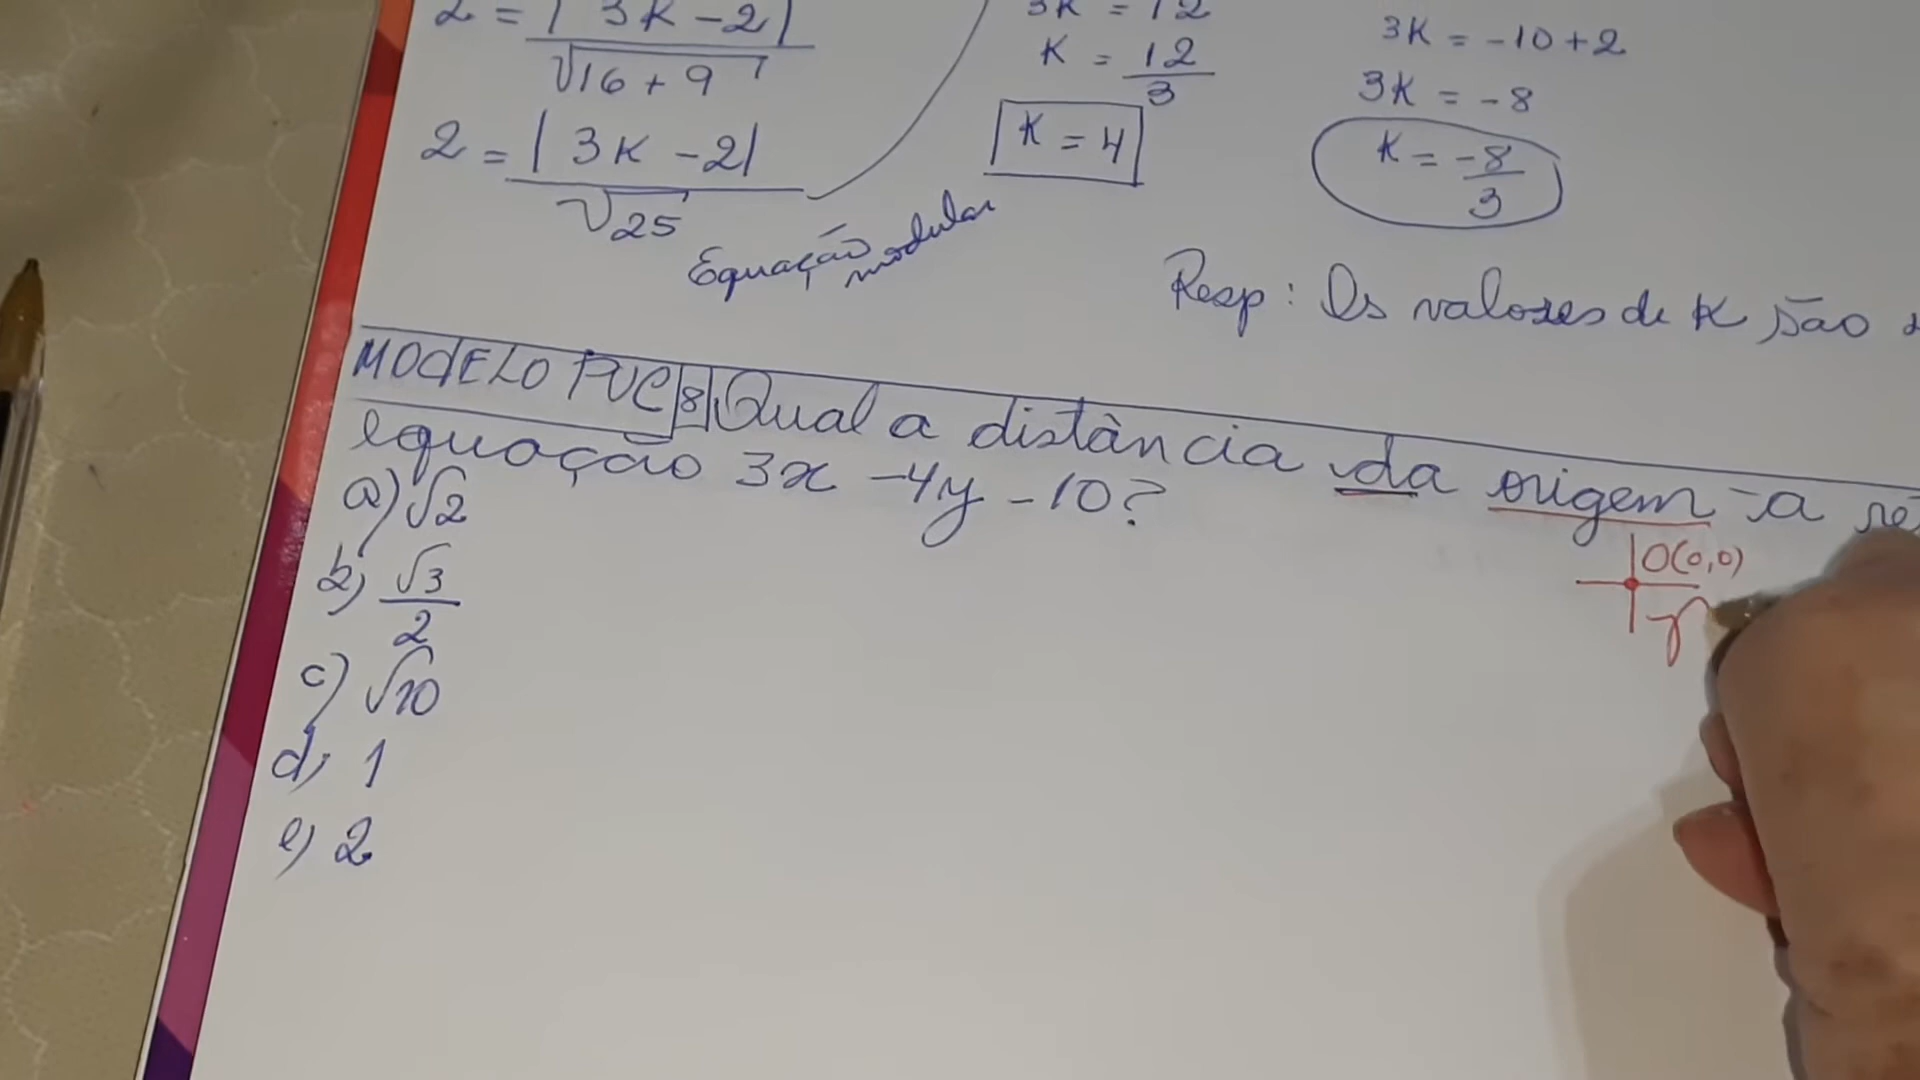 2 = | 3K - 2 |
√16 + 9
2 = | 3K - 2 |
√25
Equação modular
3K = 12
K = 12
3
K = 4
3K = -10 + 2
3K = -8
K = -8
3
Resp: Os valores de K são
MODELO PUC 8 Qual a distância da origem à
equação 3x - 4y - 10?
O(0,0)
r
a) √2
b) √3
2
c) √10
d) 1
e) 2